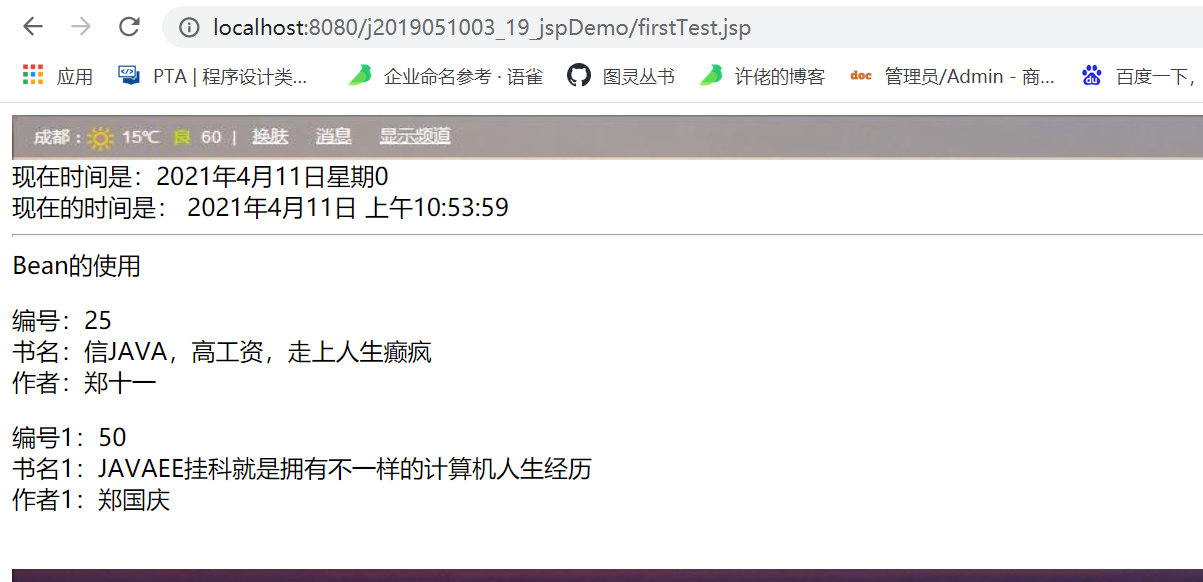 localhost:8080/j2019051003_19_jspDemo/firstTest.jsp
应用 PTA | 程序设计类... 企业命名参考 · 语雀 图灵丛书 许佬的博客 doc 管理员/Admin - 商... du 百度一下,
成都： 15℃ 良 60 | 换肤 消息 显示频道
现在时间是：2021年4月11日星期0
现在的时间是： 2021年4月11日 上午10:53:59
Bean的使用
编号：25
书名：信JAVA，高工资，走上人生癫疯
作者：郑十一
编号1：50
书名1：JAVAEE挂科就是拥有不一样的计算机人生经历
作者1：郑国庆